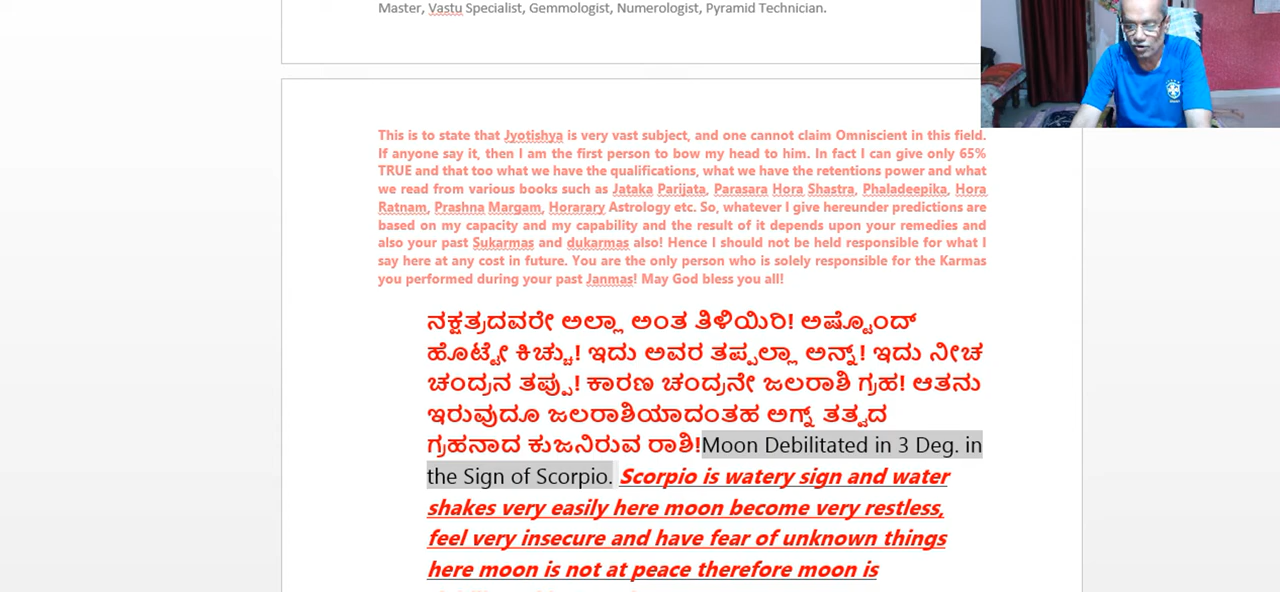 Master, Vastu Specialist, Gemmologist, Numerologist, Pyramid Technician.
This is to state that Jyotishya is very vast subject, and one cannot claim Omniscient in this field.
If anyone say it, then I am the first person to bow my head to him. In fact I can give only 65%
TRUE and that too what we have the qualifications, what we have the retentions power and what
we read from various books such as Jataka Parijata, Parasara Hora Shastra, Phaladeepika, Hora
Ratnam, Prashna Margam, Horarary Astrology etc. So, whatever I give hereunder predictions are
based on my capacity and my capability and the result of it depends upon your remedies and
also your past Sukarmas and dukarmas also! Hence I should not be held responsible for what I
say here at any cost in future. You are the only person who is solely responsible for the Karmas
you performed during your past Janmas! May God bless you all!
ನಕ್ಷತ್ರದವರೇ ಅಲ್ಲಾ ಅಂತ ತಿಳಿಯಿರಿ! ಅಷ್ಟೊಂದ್
ಹೊಟ್ಟೇ ಕಿಚ್ಚು! ಇದು ಅವರ ತಪ್ಪಲ್ಲಾ ಅನ್ನ್! ಇದು ನೀಚ
ಚಂದ್ರನ ತಪ್ಪು! ಕಾರಣ ಚಂದ್ರನೇ ಜಲರಾಶಿ ಗ್ರಹ! ಆತನು
ಇರುವುದೂ ಜಲರಾಶಿಯಾದಂತಹ ಅಗ್ನ್ ತತ್ವದ
ಗ್ರಹನಾದ ಕುಜನಿರುವ ರಾಶಿ!Moon Debilitated in 3 Deg. in
the Sign of Scorpio. Scorpio is watery sign and water
shakes very easily here moon become very restless,
feel very insecure and have fear of unknown things
here moon is not at peace therefore moon is